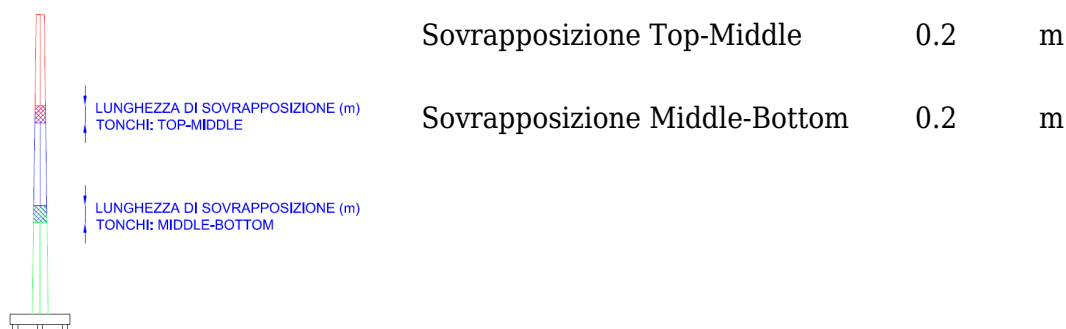 Sovrapposizione Top-Middle 0.2 m
LUNGHEZZA DI SOVRAPPOSIZIONE (m)
TONCHI: TOP-MIDDLE
Sovrapposizione Middle-Bottom 0.2 m
LUNGHEZZA DI SOVRAPPOSIZIONE (m)
TONCHI: MIDDLE-BOTTOM